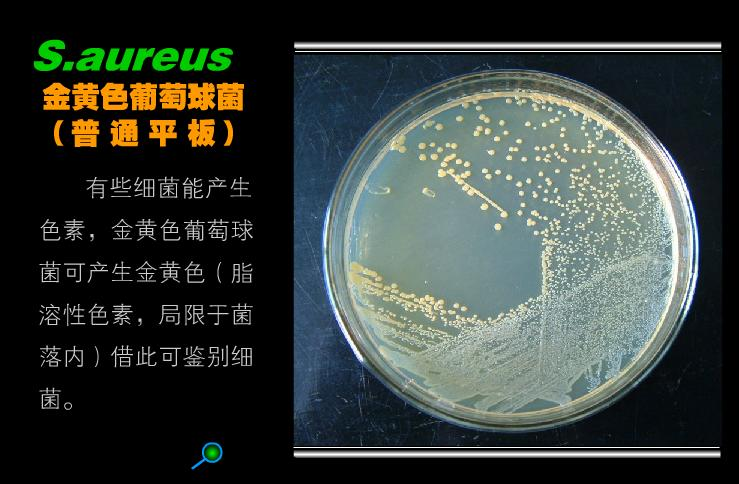 S.aureus
金黄色葡萄球菌
（普通平板）
有些细菌能产生
色素，金黄色葡萄球
菌可产生金黄色（脂
溶性色素，局限于菌
落内）借此可鉴别细
菌。